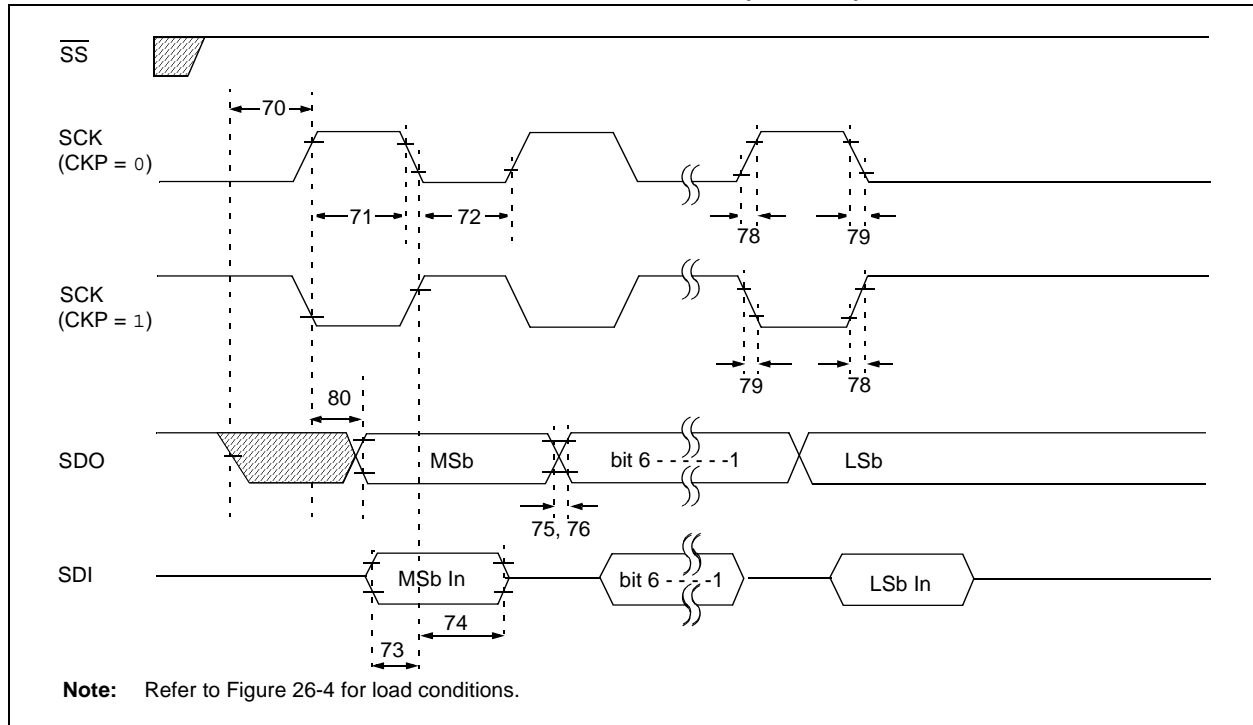 SS
70
SCK
(CKP = 0)
71
72
78
79
SCK
(CKP = 1)
79
78
80
SDO
MSb
bit 6 - - - - - -1
LSb
75, 76
SDI
MSb In
bit 6 - - - -1
LSb In
74
73
Note: Refer to Figure 26-4 for load conditions.